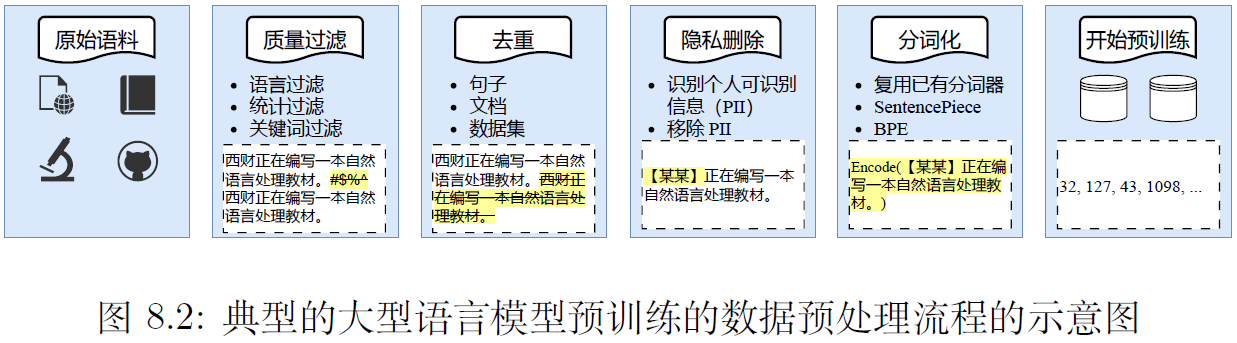 原始语料
质量过滤
• 语言过滤
• 统计过滤
• 关键词过滤
西财正在编写一本自然
语言处理教材。#$%^
西财正在编写一本自然
语言处理教材。
去重
• 句子
• 文档
• 数据集
西财正在编写一本自然
语言处理教材。西财正
在编写一本自然语言处
理教材。
隐私删除
• 识别个人可识别
信息（PII）
• 移除 PII
【某某】正在编写一本
自然语言处理教材。
分词化
• 复用已有分词器
• SentencePiece
• BPE
Encode(【某某】正在编
写一本自然语言处理教
材。)
开始预训练
32, 127, 43, 1098, ...
图 8.2: 典型的大型语言模型预训练的数据预处理流程的示意图